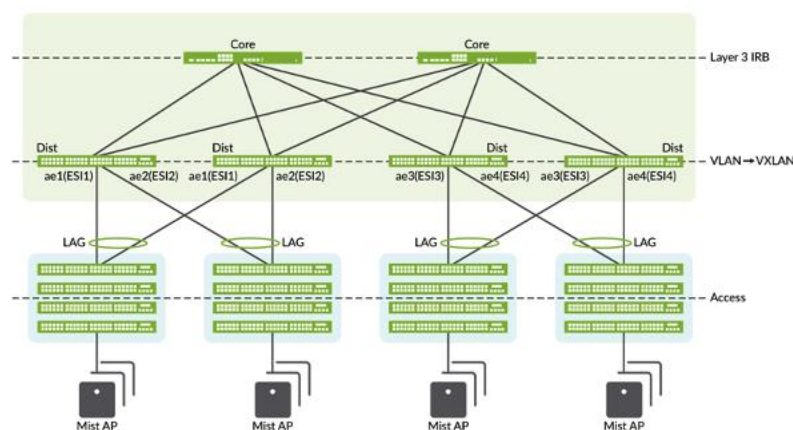 Core
Core
Layer 3 IRB
Dist
Dist
Dist
Dist
VLAN → VXLAN
ae1(ESI1)
ae2(ESI2)
ae1(ESI1)
ae2(ESI2)
ae3(ESI3)
ae4(ESI4)
ae3(ESI3)
ae4(ESI4)
LAG
LAG
LAG
LAG
Access
Mist AP
Mist AP
Mist AP
Mist AP